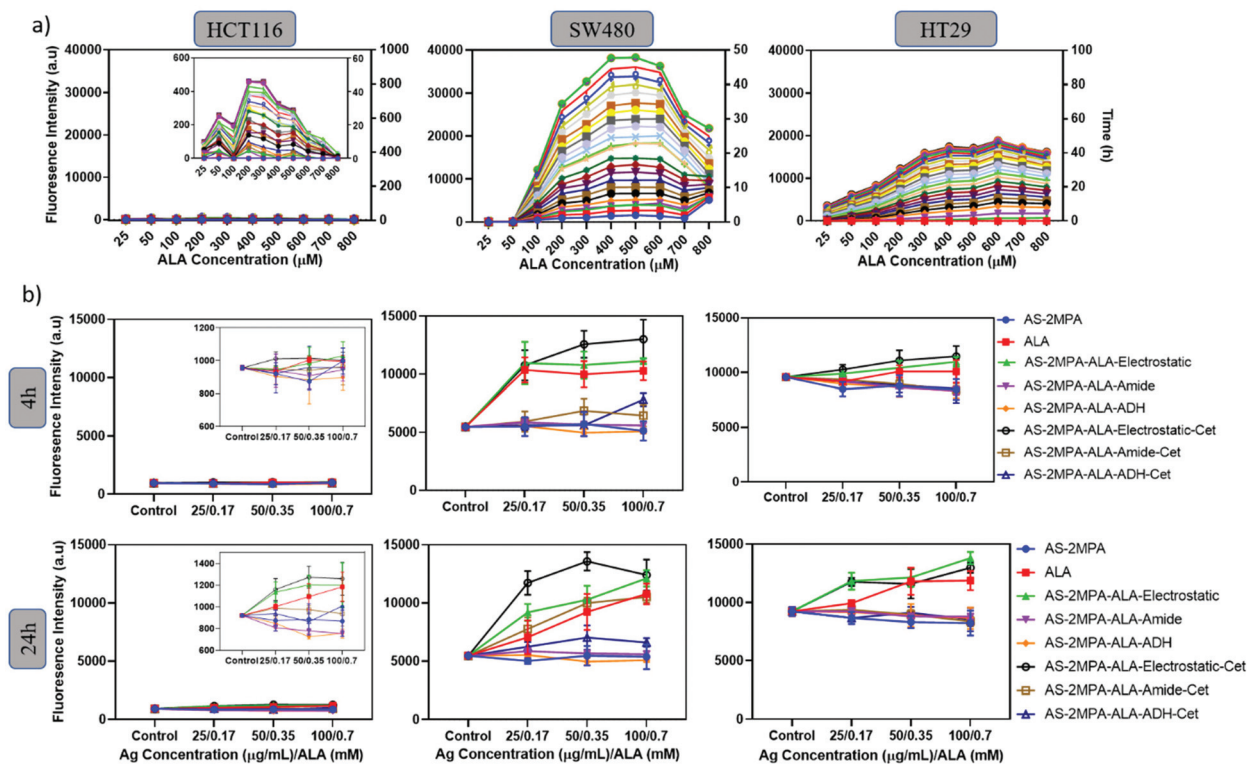 a)
HCT116
SW480
HT29
Fluoresence Intensity (a.u)
40000
30000
20000
10000
0
600
400
200
0
25 50 100 200 300 400 500 600 700 800
1000
800
600
400
200
0
25 50 100 200 300 400 500 600 700 800
ALA Concentration (μM)
40000
30000
20000
10000
0
50
40
30
20
10
0
25 50 100 200 300 400 500 600 700 800
ALA Concentration (μM)
40000
30000
20000
10000
0
100
80
60
40
20
0
Time (h)
25 50 100 200 300 400 500 600 700 800
ALA Concentration (μM)
b)
4h
Fluoresence Intensity (a.u)
15000
10000
5000
0
1200
1000
800
600
Control 25/0.17 50/0.35 100/0.7
Control 25/0.17 50/0.35 100/0.7
15000
10000
5000
0
Control 25/0.17 50/0.35 100/0.7
15000
10000
5000
0
Control 25/0.17 50/0.35 100/0.7
AS-2MPA
ALA
AS-2MPA-ALA-Electrostatic
AS-2MPA-ALA-Amide
AS-2MPA-ALA-ADH
AS-2MPA-ALA-Electrostatic-Cet
AS-2MPA-ALA-Amide-Cet
AS-2MPA-ALA-ADH-Cet
24h
Fluoresence Intensity (a.u)
15000
10000
5000
0
1400
1200
1000
800
600
Control 25/0.17 50/0.35 100/0.7
Control 25/0.17 50/0.35 100/0.7
Ag Concentration (μg/mL)/ALA (mM)
15000
10000
5000
0
Control 25/0.17 50/0.35 100/0.7
Ag Concentration (μg/mL)/ALA (mM)
15000
10000
5000
0
Control 25/0.17 50/0.35 100/0.7
Ag Concentration (μg/mL)/ALA (mM)
AS-2MPA
ALA
AS-2MPA-ALA-Electrostatic
AS-2MPA-ALA-Amide
AS-2MPA-ALA-ADH
AS-2MPA-ALA-Electrostatic-Cet
AS-2MPA-ALA-Amide-Cet
AS-2MPA-ALA-ADH-Cet